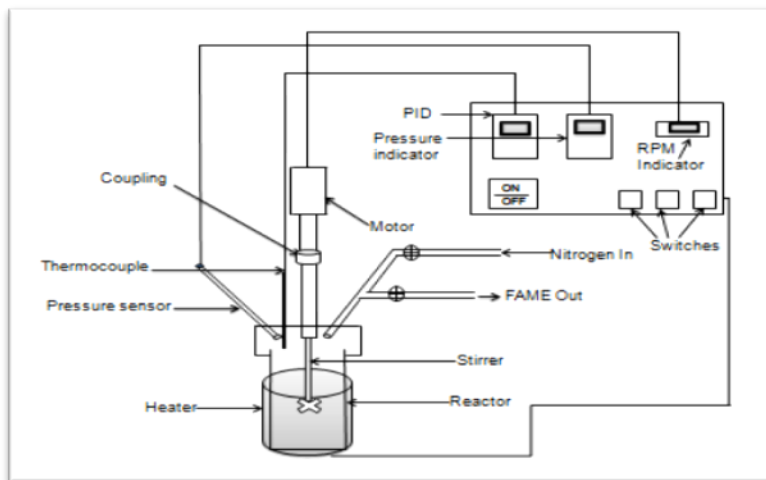 PID
Pressure
indicator
RPM
Indicator
ON
OFF
Switches
Coupling
Motor
Nitrogen In
Thermocouple
FAME Out
Pressure sensor
Stirrer
Heater
Reactor